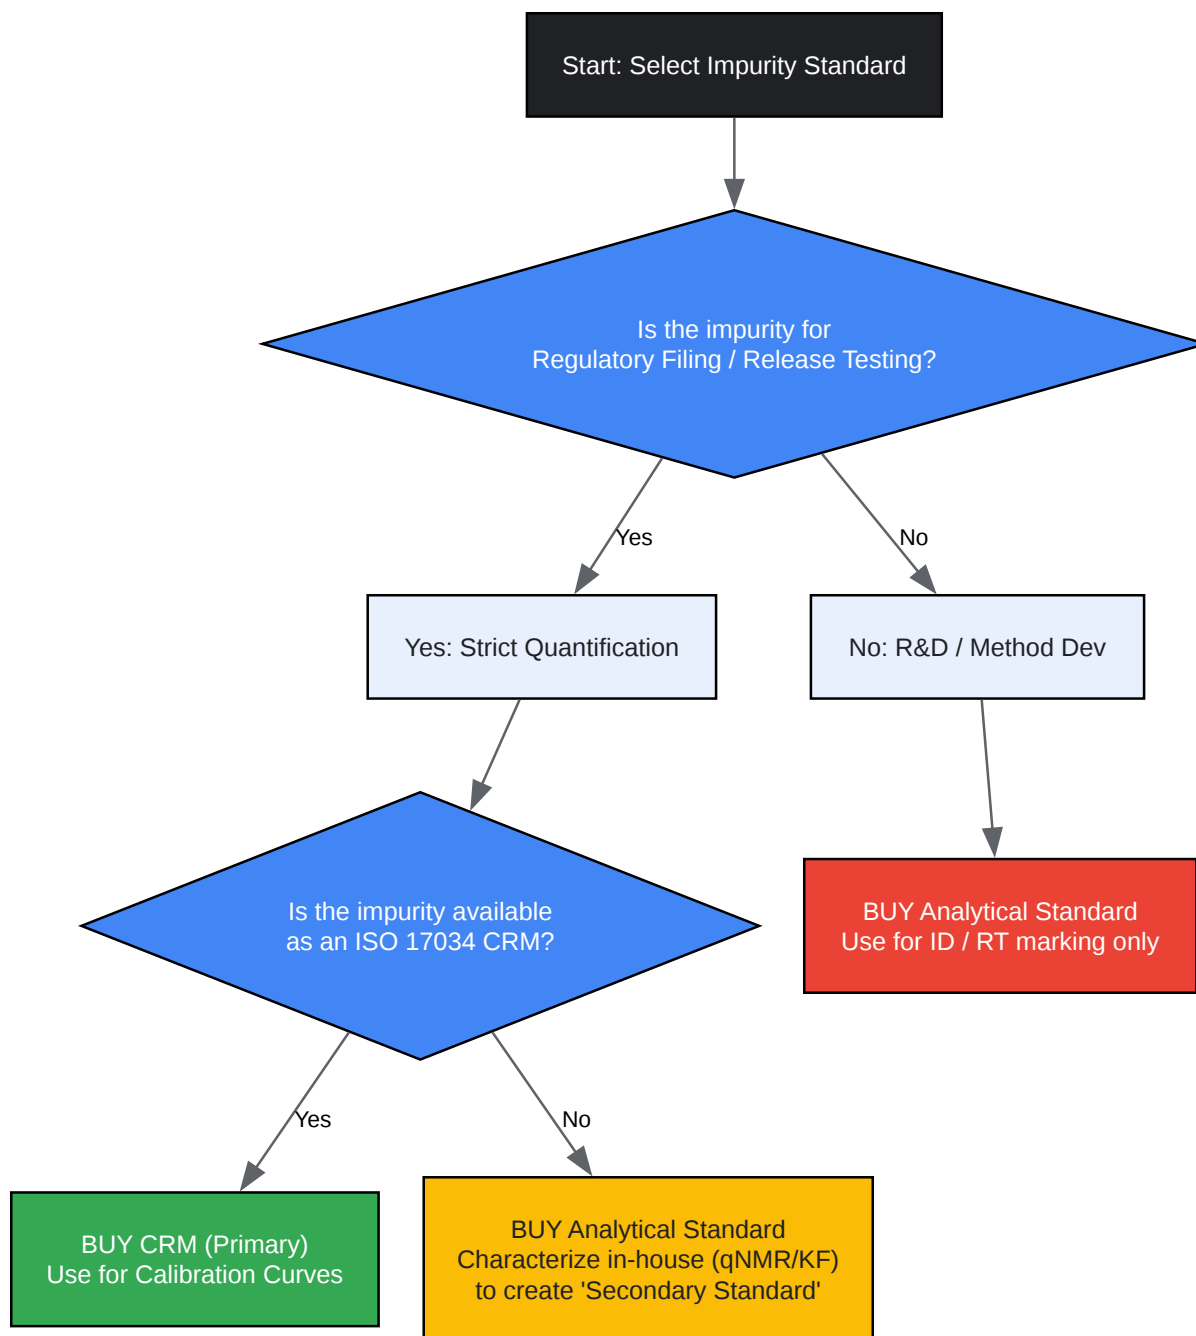 Start: Select Impurity Standard
Is the impurity for
Regulatory Filing / Release Testing?
Yes
No
Yes: Strict Quantification
No: R&D / Method Dev
Is the impurity available
as an ISO 17034 CRM?
BUY Analytical Standard
Use for ID / RT marking only
Yes
No
BUY CRM (Primary)
Use for Calibration Curves
BUY Analytical Standard
Characterize in-house (qNMR/KF)
to create 'Secondary Standard'